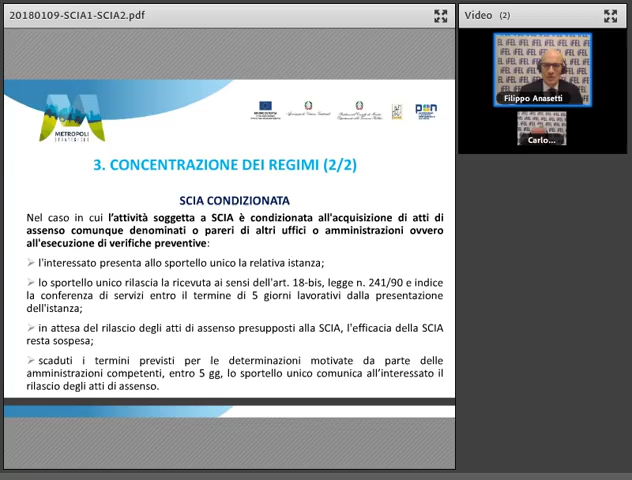 20180109-SCIA1-SCIA2.pdf
Video (2)
IFEL
Filippo Anasetti
Carlo...
METROPOLI
STRATEGICHE
pon
3. CONCENTRAZIONE DEI REGIMI (2/2)
SCIA CONDIZIONATA
Nel caso in cui l'attività soggetta a SCIA è condizionata all'acquisizione di atti di
assenso comunque denominati o pareri di altri uffici o amministrazioni ovvero
all'esecuzione di verifiche preventive:
➢ l'interessato presenta allo sportello unico la relativa istanza;
➢ lo sportello unico rilascia la ricevuta ai sensi dell'art. 18-bis, legge n. 241/90 e indice
la conferenza di servizi entro il termine di 5 giorni lavorativi dalla presentazione
dell'istanza;
➢ in attesa del rilascio degli atti di assenso presupposti alla SCIA, l'efficacia della SCIA
resta sospesa;
➢ scaduti i termini previsti per le determinazioni motivate da parte delle
amministrazioni competenti, entro 5 gg, lo sportello unico comunica all'interessato il
rilascio degli atti di assenso.